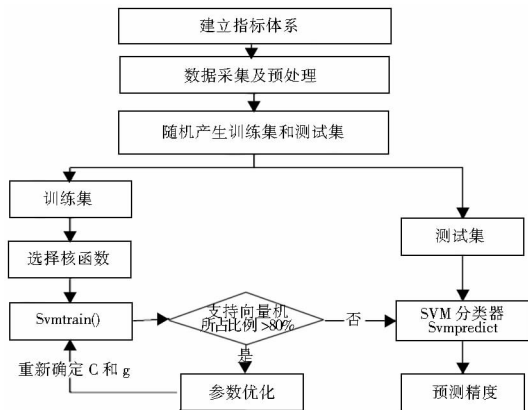 建立指标体系
数据采集及预处理
随机产生训练集和测试集
训练集
测试集
选择核函数
Svmtrain()
支持向量机
所占比例>80%
否
SVM 分类器
Svmpredict
是
重新确定 C 和 g
参数优化
预测精度